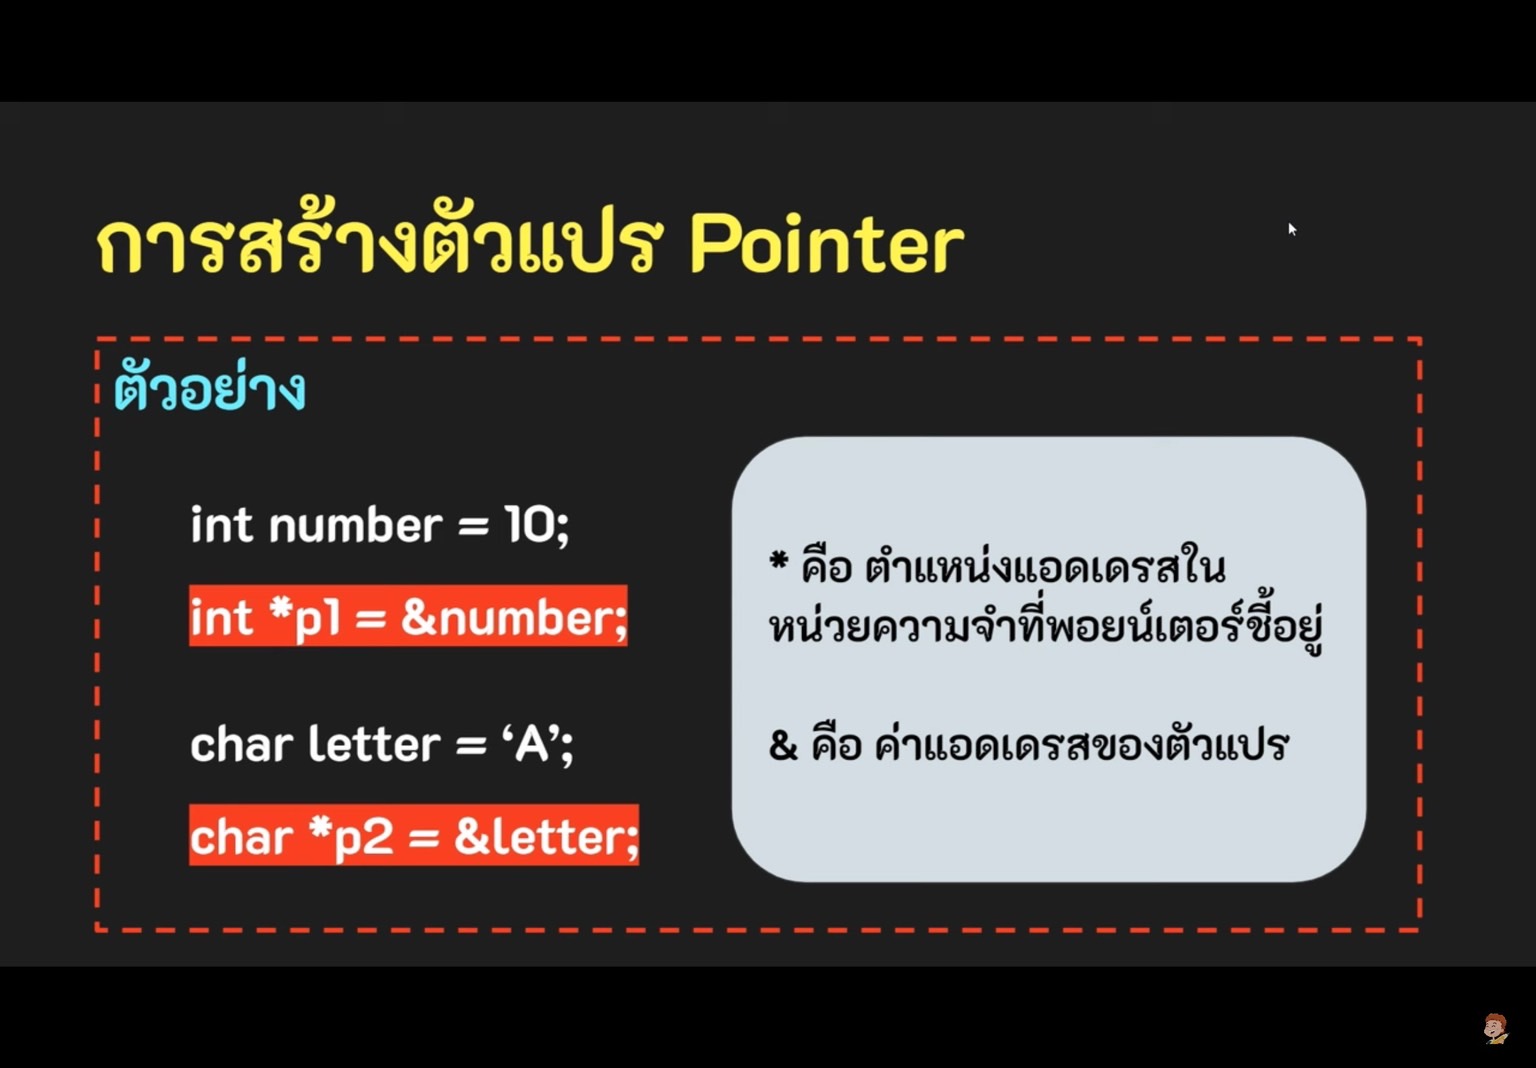 การสร้างตัวแปร Pointer
ตัวอย่าง
int number = 10;
int *p1 = &number;
char letter = ‘A’;
char *p2 = &letter;
* คือ ตำแหน่งแอดเดรสใน
หน่วยความจำที่พอยน์เตอร์ชี้อยู่
& คือ ค่าแอดเดรสของตัวแปร